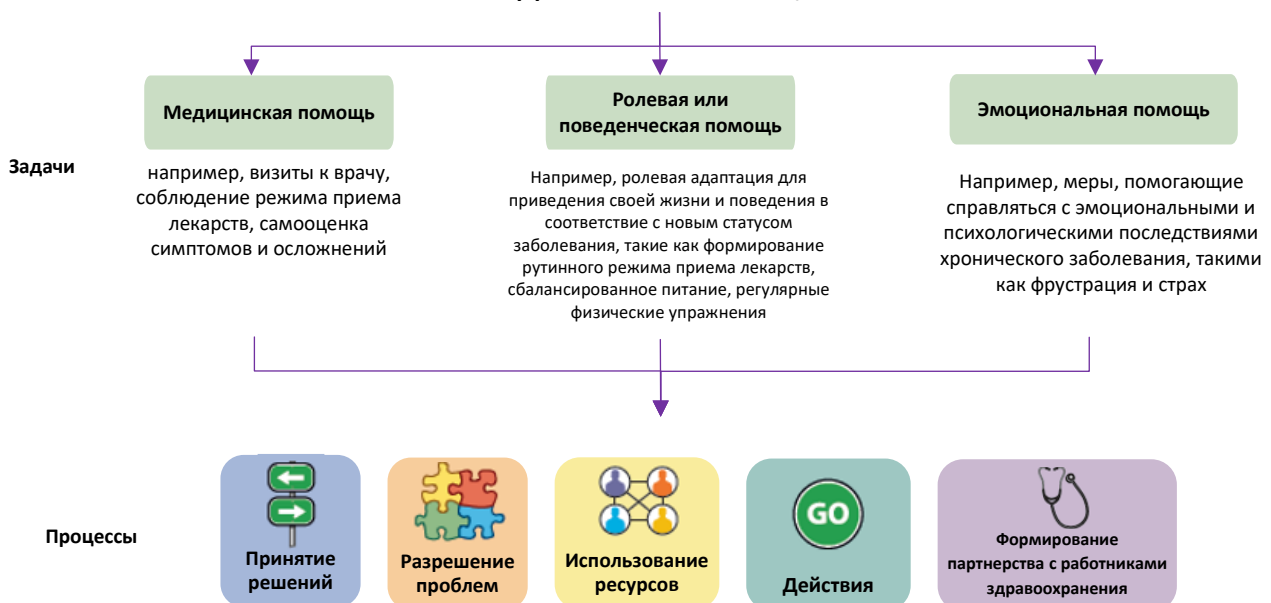 Медицинская помощь
Ролевая или
поведенческая помощь
Эмоциональная помощь
Задачи
например, визиты к врачу,
соблюдение режима приема
лекарств, самооценка
симптомов и осложнений
Например, ролевая адаптация для
приведения своей жизни и поведения в
соответствие с новым статусом
заболевания, такие как формирование
рутинного режима приема лекарств,
сбалансированное питание, регулярные
физические упражнения
Например, меры, помогающие
справляться с эмоциональными и
психологическими последствиями
хронического заболевания, такими
как фрустрация и страх
Процессы
Принятие
решений
Разрешение
проблем
Использование
ресурсов
GO
Действия
Формирование
партнерства с работниками
здравоохранения